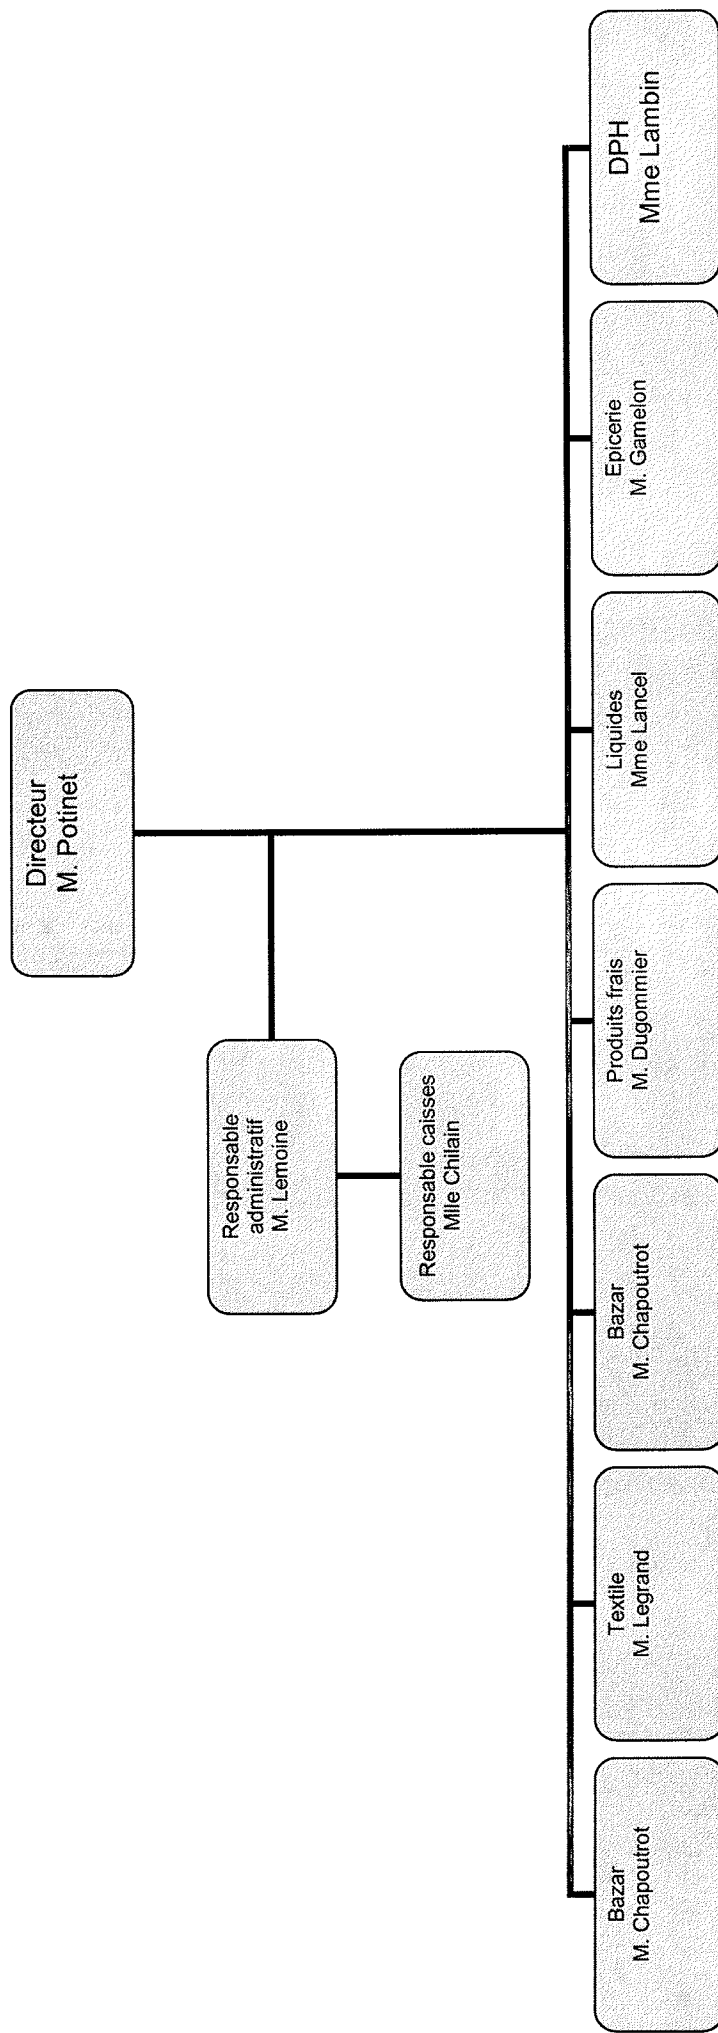 Directeur
M. Potinet
Responsable
administratif
M. Lemoine
Responsable caisses
Mlle Chilain
Bazar
M. Chapoutrot
Textile
M. Legrand
Bazar
M. Chapoutrot
Produits frais
M. Dugommier
Liquides
Mme Lancel
Epicerie
M. Gamelon
DPH
Mme Lambin